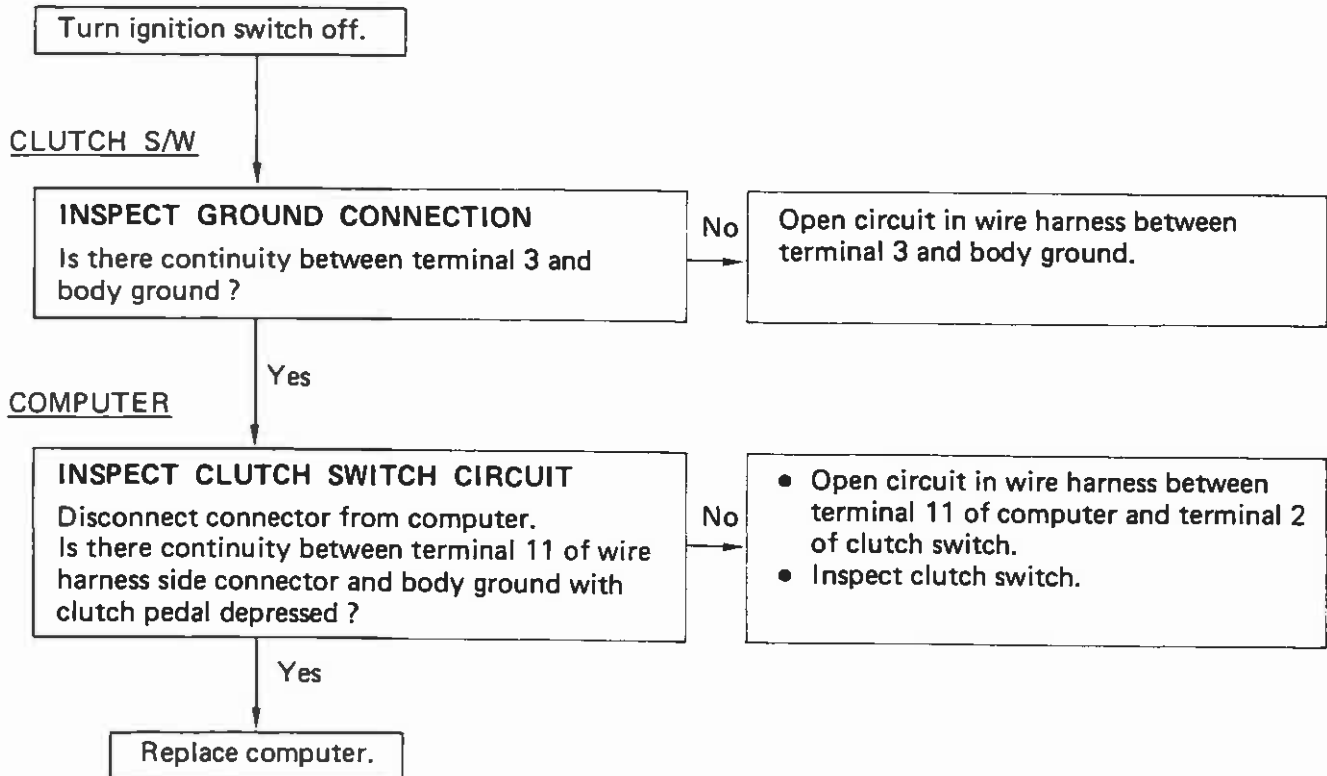 Turn ignition switch off.
CLUTCH S/W
INSPECT GROUND CONNECTION
Is there continuity between terminal 3 and
body ground ?
No
Open circuit in wire harness between
terminal 3 and body ground.
Yes
COMPUTER
INSPECT CLUTCH SWITCH CIRCUIT
Disconnect connector from computer.
Is there continuity between terminal 11 of wire
harness side connector and body ground with
clutch pedal depressed ?
No
● Open circuit in wire harness between
terminal 11 of computer and terminal 2
of clutch switch.
● Inspect clutch switch.
Yes
Replace computer.